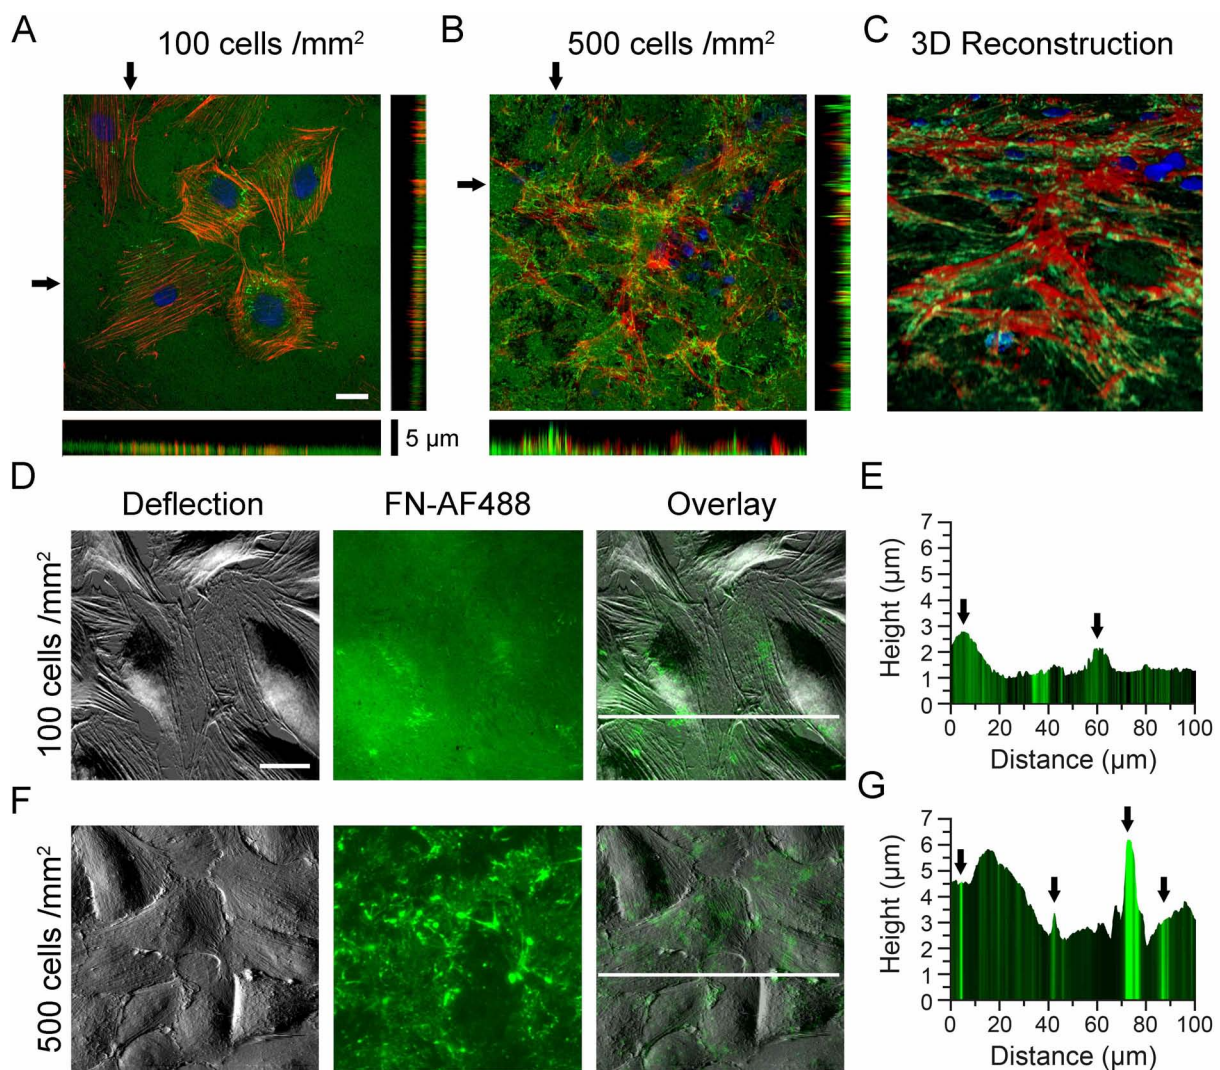 A
100 cells /mm²
B
500 cells /mm²
C
3D Reconstruction
5 µm
D
Deflection
FN-AF488
Overlay
E
100 cells /mm²
Height (µm)
7
6
5
4
3
2
1
0
0 20 40 60 80 100
Distance (µm)
F
G
500 cells /mm²
Height (µm)
7
6
5
4
3
2
1
0
0 20 40 60 80 100
Distance (µm)